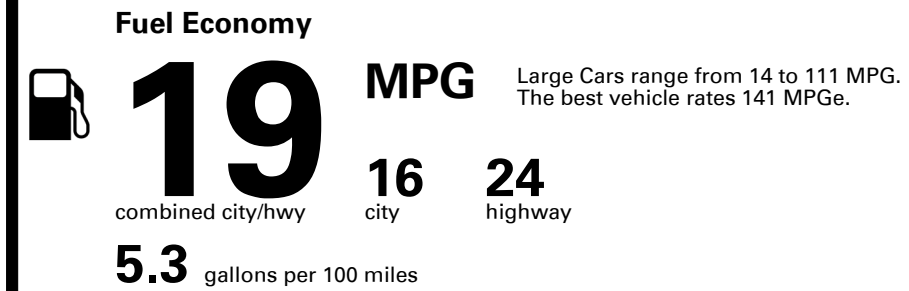 Fuel Economy
19
MPG
Large Cars range from 14 to 111 MPG.
The best vehicle rates 141 MPGe.
16
24
combined city/hwy
city
highway
5.3 gallons per 100 miles